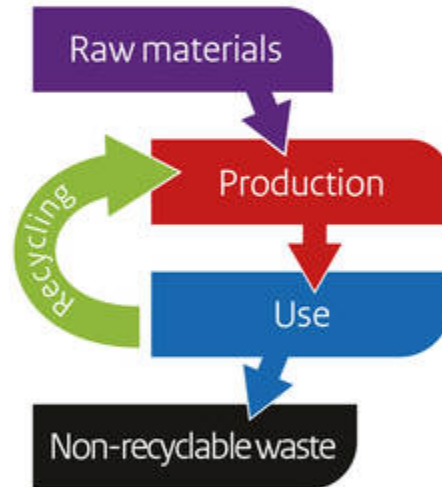 Raw materials
Production
Recycling
Use
Non-recyclable waste